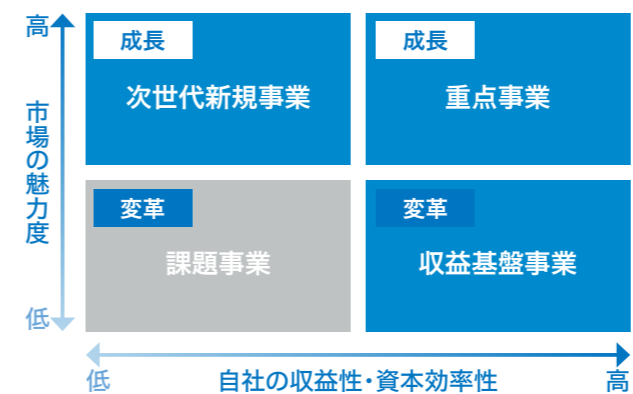 高
市場の魅力度
低
成長
次世代新規事業
成長
重点事業
変革
課題事業
変革
収益基盤事業
低
自社の収益性・資本効率性
高